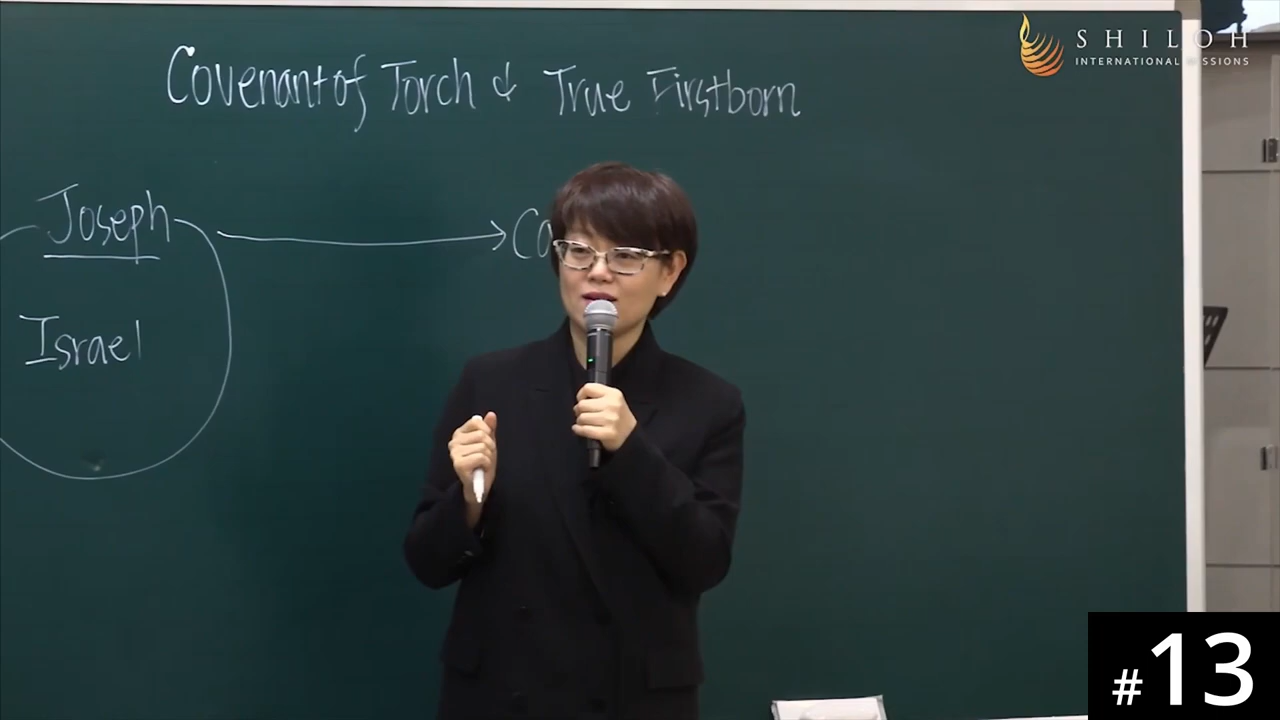 SHILOH
INTERNATIONAL MISSIONS
Covenant of Torch & True Firstborn
Joseph
Israel
#13